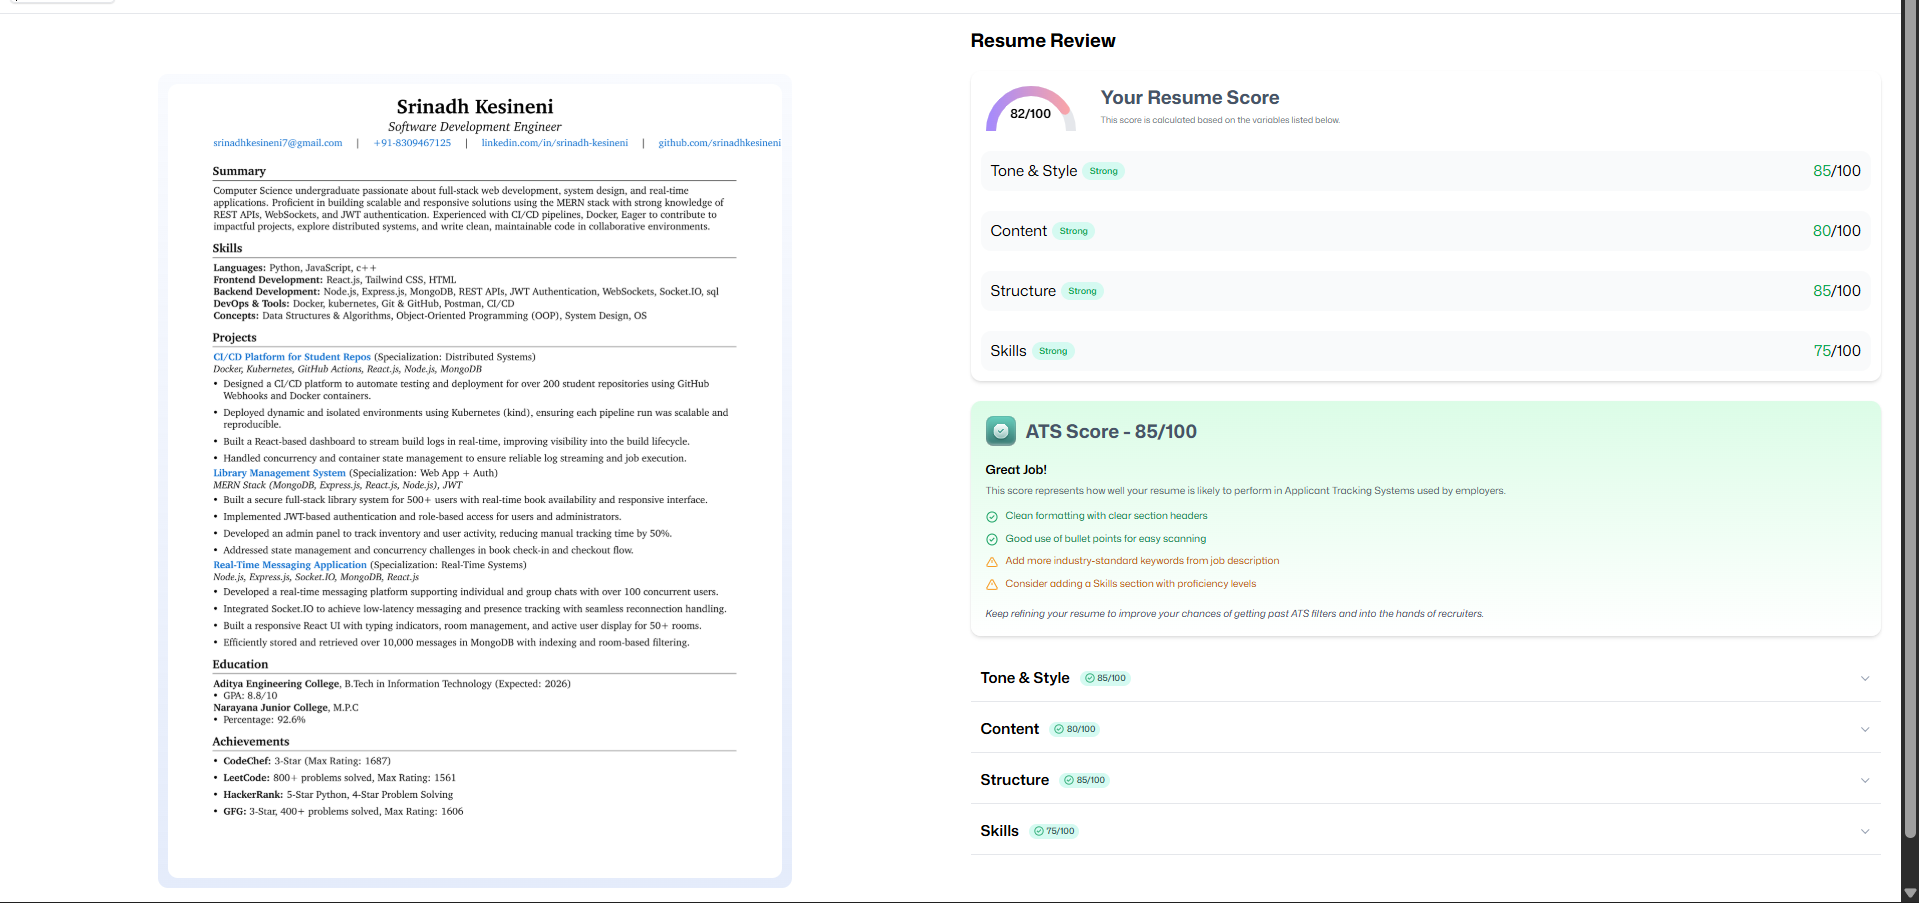 Srinadh Kesineni
Software Development Engineer
srinadhkesineni7@gmail.com | +91-8309467125 | linkedin.com/in/srinadh-kesineni | github.com/srinadhkesineni
Summary
Computer Science undergraduate passionate about full-stack web development, system design, and real-time
applications. Proficient in building scalable and responsive solutions using the MERN stack with strong knowledge of
REST APIs, WebSockets, and JWT authentication. Experienced with CI/CD pipelines, Docker, Eager to contribute to
impactful projects, explore distributed systems, and write clean, maintainable code in collaborative environments.
Skills
Languages: Python, JavaScript, c++
Frontend Development: React.js, Tailwind CSS, HTML
Backend Development: Node.js, Express.js, MongoDB, REST APIs, JWT Authentication, WebSockets, Socket.IO, sql
DevOps & Tools: Docker, kubernetes, Git & GitHub, Postman, CI/CD
Concepts: Data Structures & Algorithms, Object-Oriented Programming (OOP), System Design, OS
Projects
CI/CD Platform for Student Repos (Specialization: Distributed Systems)
Docker, Kubernetes, GitHub Actions, React.js, Node.js, MongoDB
• Designed a CI/CD platform to automate testing and deployment for over 200 student repositories using GitHub
Webhooks and Docker containers.
• Deployed dynamic and isolated environments using Kubernetes (kind), ensuring each pipeline run was scalable and
reproducible.
• Built a React-based dashboard to stream build logs in real-time, improving visibility into the build lifecycle.
• Handled concurrency and container state management to ensure reliable log streaming and job execution.
Library Management System (Specialization: Web App + Auth)
MERN Stack (MongoDB, Express.js, React.js, Node.js), JWT
• Built a secure full-stack library system for 500+ users with real-time book availability and responsive interface.
• Implemented JWT-based authentication and role-based access for users and administrators.
• Developed an admin panel to track inventory and user activity, reducing manual tracking time by 50%.
• Addressed state management and concurrency challenges in book check-in and checkout flow.
Real-Time Messaging Application (Specialization: Real-Time Systems)
Node.js, Express.js, Socket.IO, MongoDB, React.js
• Developed a real-time messaging platform supporting individual and group chats with over 100 concurrent users.
• Integrated Socket.IO to achieve low-latency messaging and presence tracking with seamless reconnection handling.
• Built a responsive React UI with typing indicators, room management, and active user display for 50+ rooms.
• Efficiently stored and retrieved over 10,000 messages in MongoDB with indexing and room-based filtering.
Education
Aditya Engineering College, B.Tech in Information Technology (Expected: 2026)
• GPA: 8.8/10
Narayana Junior College, M.P.C
• Percentage: 92.6%
Achievements
• CodeChef: 3-Star (Max Rating: 1687)
• LeetCode: 800+ problems solved, Max Rating: 1561
• HackerRank: 5-Star Python, 4-Star Problem Solving
• GFG: 3-Star, 400+ problems solved, Max Rating: 1606
Resume Review
82/100
Your Resume Score
This score is calculated based on the variables listed below.
Tone & Style Strong 85/100
Content Strong 80/100
Structure Strong 85/100
Skills Strong 75/100
ATS Score - 85/100
Great Job!
This score represents how well your resume is likely to perform in Applicant Tracking Systems used by employers.
Clean formatting with clear section headers
Good use of bullet points for easy scanning
Add more industry-standard keywords from job description
Consider adding a Skills section with proficiency levels
Keep refining your resume to improve your chances of getting past ATS filters and into the hands of recruiters.
Tone & Style 85/100
Content 80/100
Structure 85/100
Skills 75/100